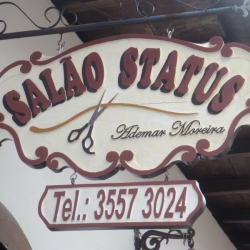 SALÃO STATUS
Ademar Moreira
Tel.: 3557 3024